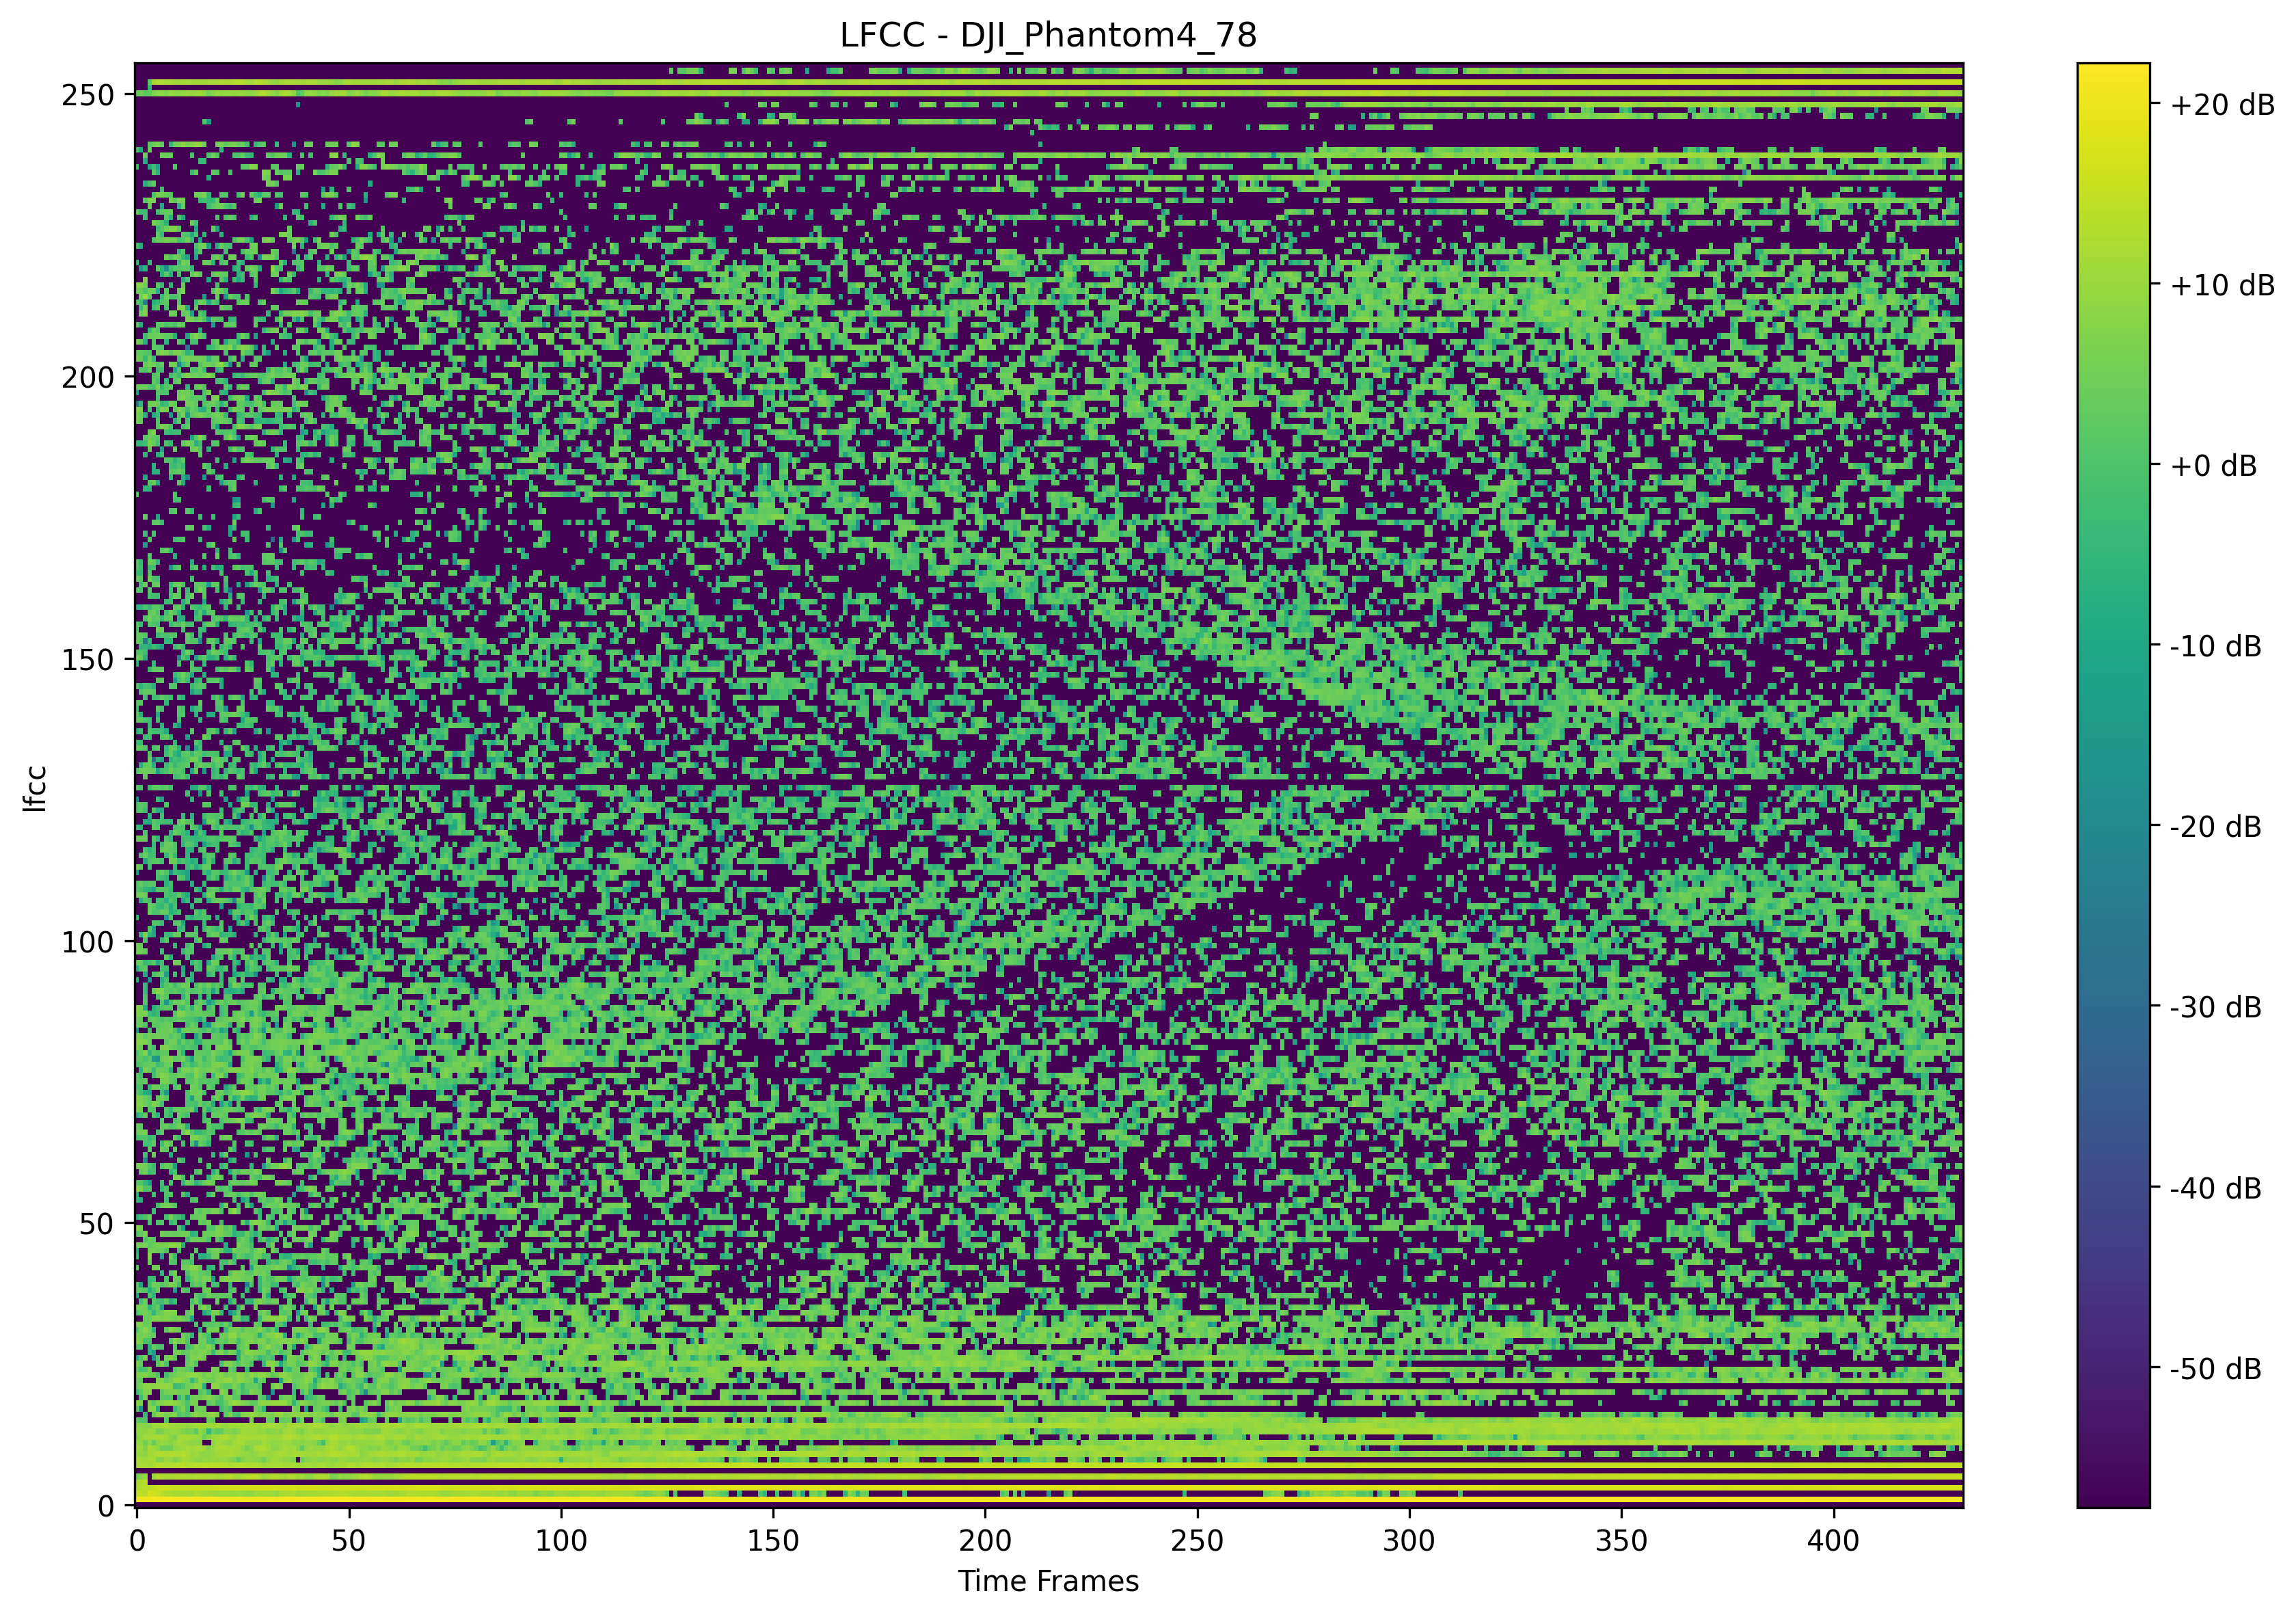 LFCC - DJI_Phantom4_78
250
200
150
100
50
0
lfcc
0 50 100 150 200 250 300 350 400
Time Frames
+20 dB
+10 dB
+0 dB
-10 dB
-20 dB
-30 dB
-40 dB
-50 dB